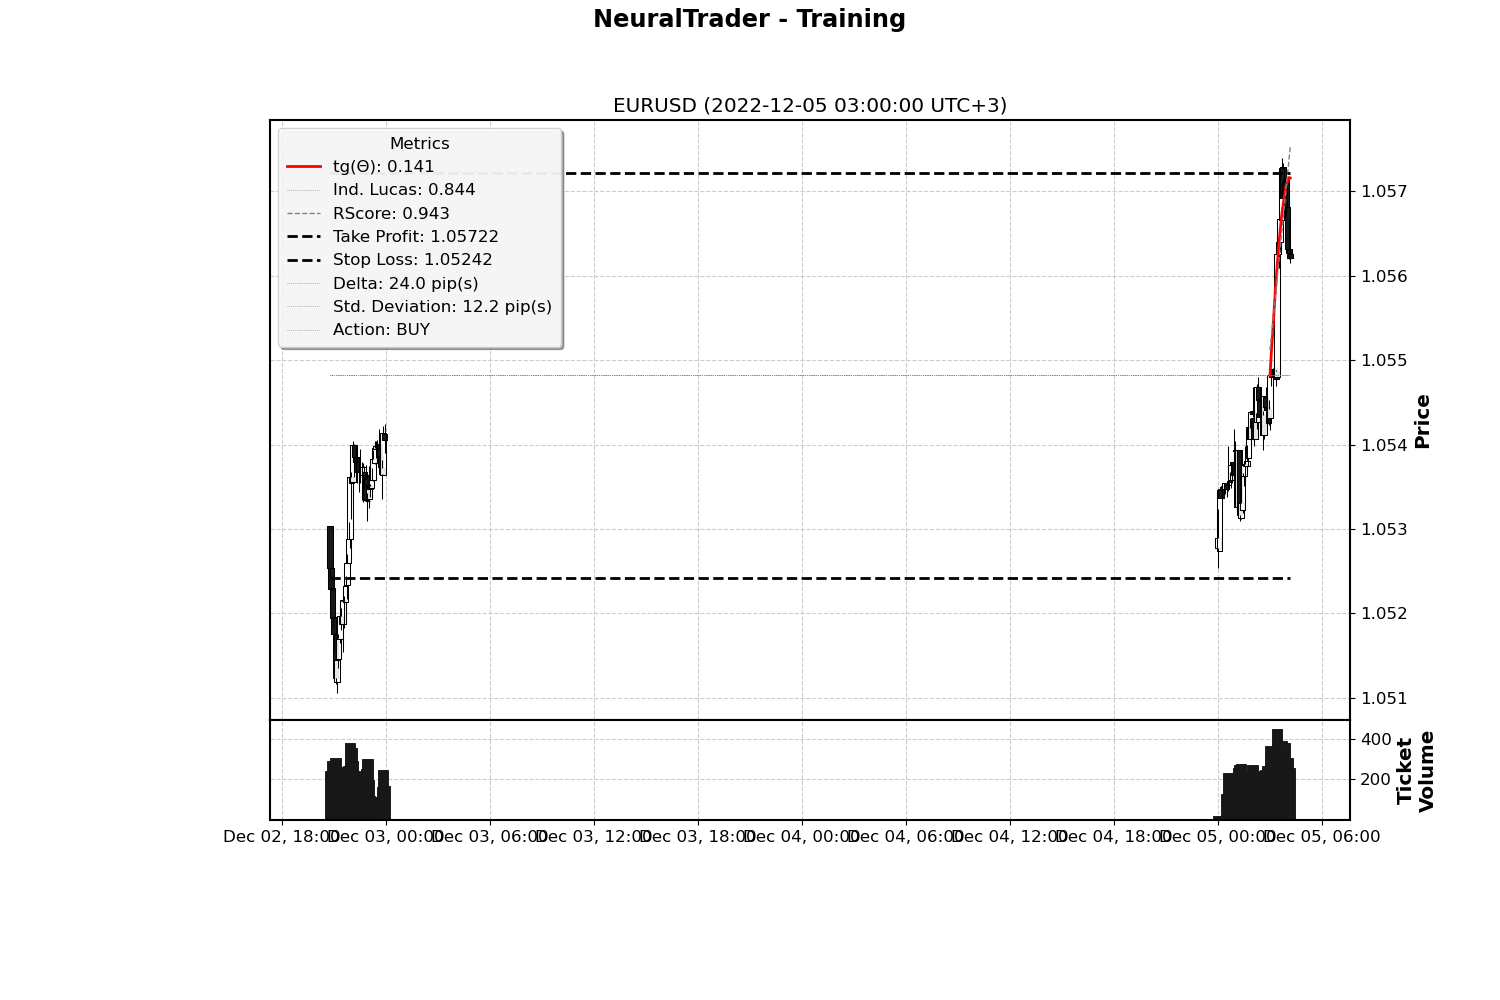 NeuralTrader - Training
EURUSD (2022-12-05 03:00:00 UTC+3)
Metrics
tg(Θ): 0.141
Ind. Lucas: 0.844
RScore: 0.943
Take Profit: 1.05722
Stop Loss: 1.05242
Delta: 24.0 pip(s)
Std. Deviation: 12.2 pip(s)
Action: BUY
1.057
1.056
1.055
1.054
1.053
1.052
1.051
Price
400
200
Ticket
Volume
Dec 02, 18:00
Dec 03, 00:00
Dec 03, 06:00
Dec 03, 12:00
Dec 03, 18:00
Dec 04, 00:00
Dec 04, 06:00
Dec 04, 12:00
Dec 04, 18:00
Dec 05, 00:00
Dec 05, 06:00